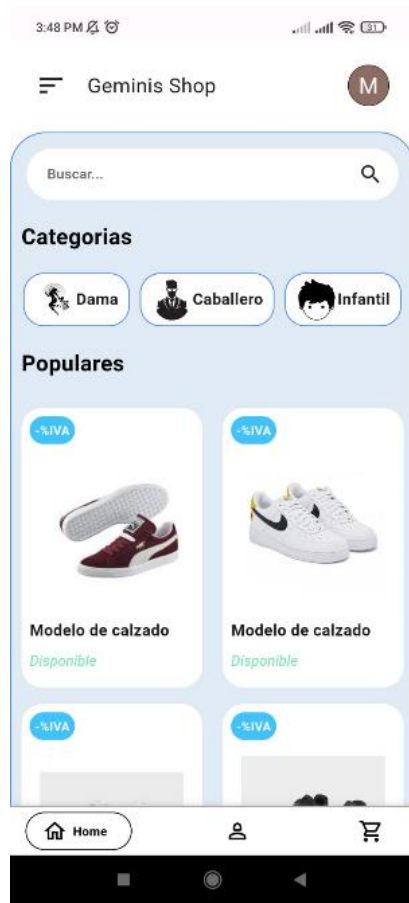 3:48 PM
31
Geminis Shop
M
Buscar...
Categorias
Dama
Caballero
Infantil
Populares
-%IVA
-%IVA
Modelo de calzado
Modelo de calzado
Disponible
Disponible
-%IVA
-%IVA
Home